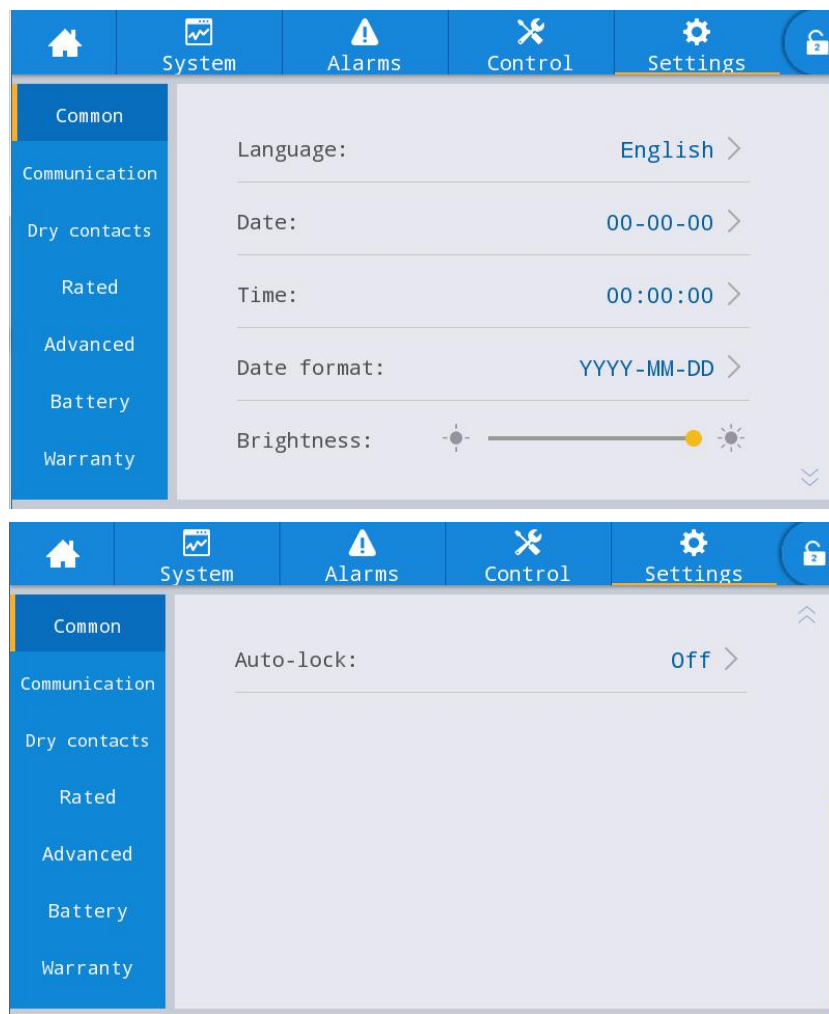 System Alarms Control Settings 2
Common
Language: English
Communication
Dry contacts
Date: 00-00-00
Rated
Time: 00:00:00
Advanced
Date format: YYYY-MM-DD
Battery
Brightness:
Warranty
System Alarms Control Settings 2
Common
Auto-lock: Off
Communication
Dry contacts
Rated
Advanced
Battery
Warranty